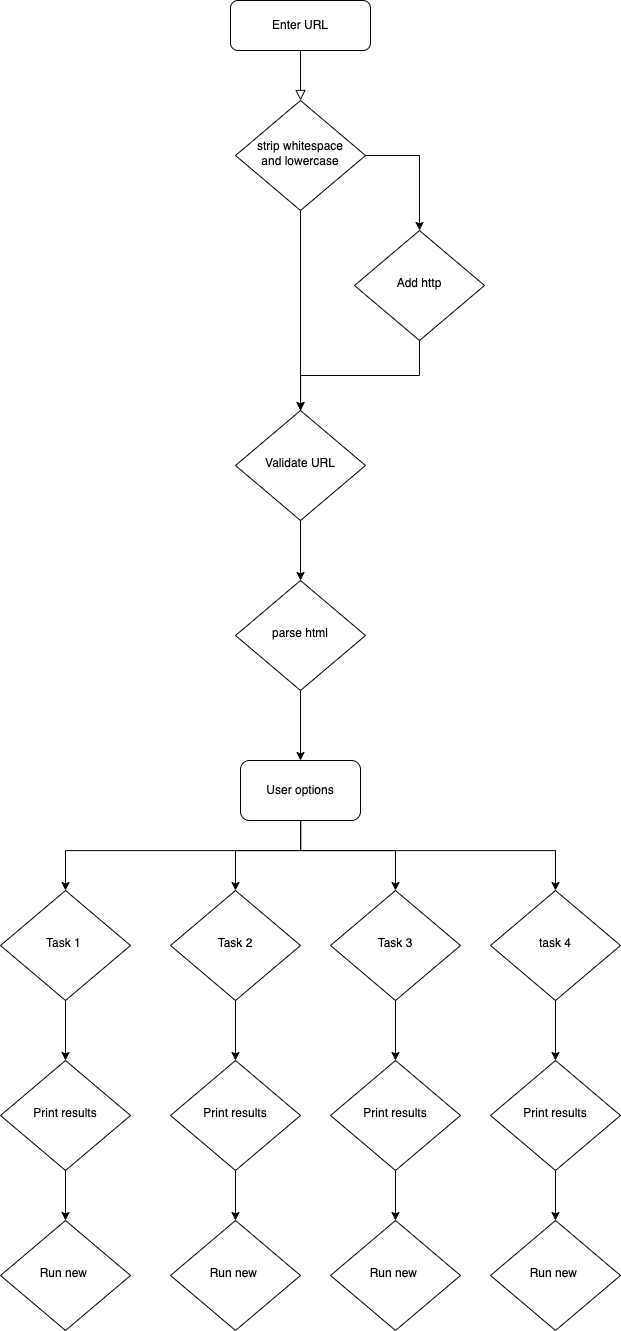 Enter URL
strip whitespace
and lowercase
Add http
Validate URL
parse html
User options
Task 1
Task 2
Task 3
task 4
Print results
Print results
Print results
Print results
Run new
Run new
Run new
Run new